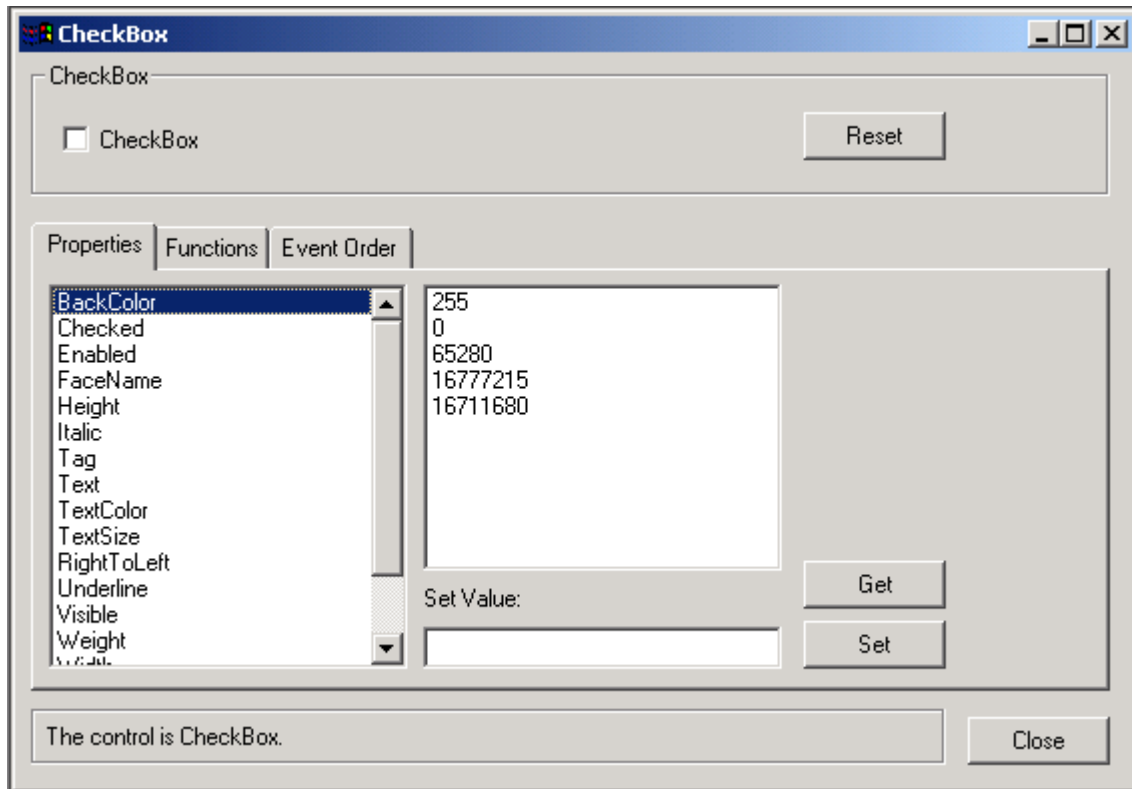 CheckBox
CheckBox
CheckBox
Reset
Properties
Functions
Event Order
BackColor
Checked
Enabled
FaceName
Height
Italic
Tag
Text
TextColor
TextSize
RightToLeft
Underline
Visible
Weight
Width
255
0
65280
16777215
16711680
Set Value:
Get
Set
The control is CheckBox.
Close